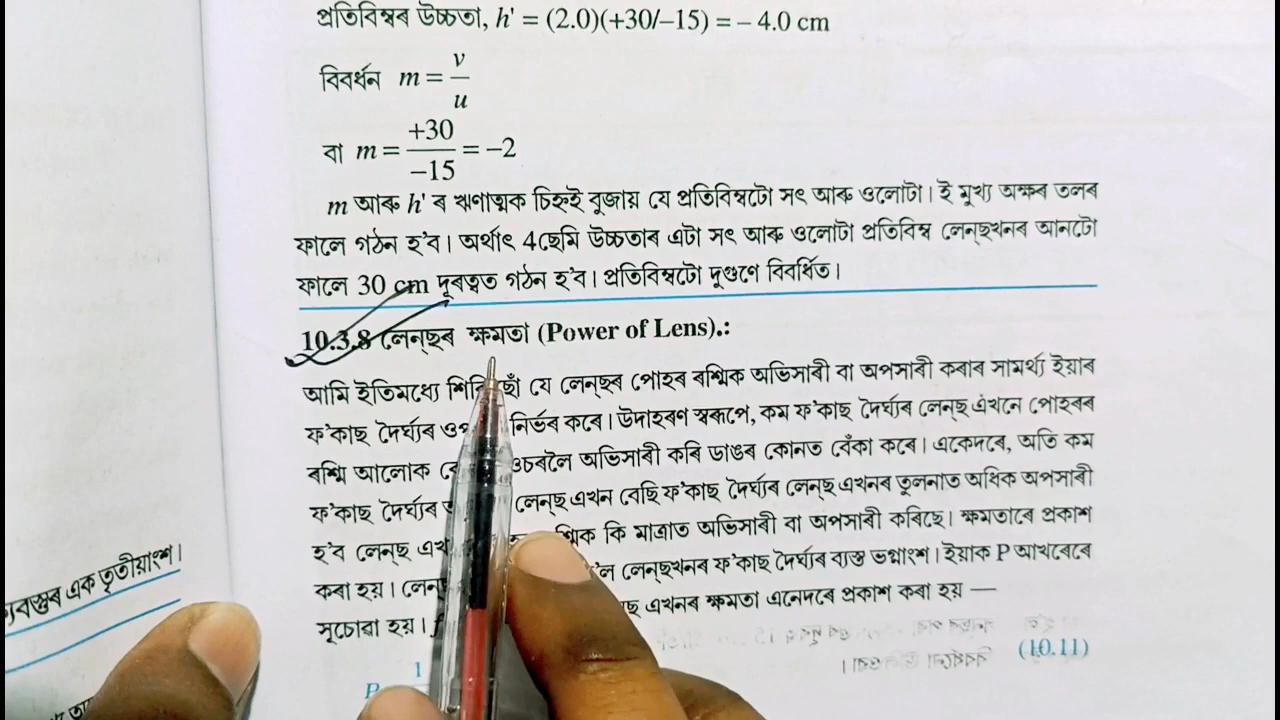 প্ৰতিবিম্বৰ উচ্চতা, h' = (2.0)(+30/–15) = – 4.0 cm
বিবৰ্ধন m = v/u
বা m = +30/–15 = –2
m আৰু h' ৰ ঋণাত্মক চিহ্নই বুজায় যে প্ৰতিবিম্বটো সৎ আৰু ওলোটা। ই মুখ্য অক্ষৰ তলৰ
ফালে গঠন হ'ব। অৰ্থাৎ 4ছেমি উচ্চতাৰ এটা সৎ আৰু ওলোটা প্ৰতিবিম্ব লেন্‌ছখনৰ আনটো
ফালে 30 cm দূৰত্বত গঠন হ'ব। প্ৰতিবিম্বটো দুগুণে বিবৰ্ধিত।
10.3.8 লেন্‌ছৰ ক্ষমতা (Power of Lens).:
আমি ইতিমধ্যে যে লেন্‌ছৰ পোহৰ ৰশ্মিক অভিসাৰী বা অপসাৰী কৰাৰ সামৰ্থ্য ইয়াৰ
ফ'কাছ দৈৰ্ঘ্যৰ নিৰ্ভৰ কৰে। উদাহৰণ স্বৰূপে, কম ফ'কাছ দৈৰ্ঘ্যৰ লেন্‌ছ এখনে পোহৰৰ
ৰশ্মি আলোক অভিসাৰী কৰি ডাঙৰ কোনত বেঁকা কৰে। একেদৰে, অতি কম
ফ'কাছ দৈৰ্ঘ্যৰ লেন্‌ছ এখন বেছি ফ'কাছ দৈৰ্ঘ্যৰ লেন্‌ছ এখনৰ তুলনাত অধিক অপসাৰী
হ'ব লেন্‌ছ কি মাত্ৰাত অভিসাৰী বা অপসাৰী কৰিছে। ক্ষমতাৰে প্ৰকাশ
কৰা হয়। লেন্‌ছখনৰ ফ'কাছ দৈৰ্ঘ্যৰ ব্যস্ত ভগ্নাংশ। ইয়াক P আখৰেৰে
সূচোৱা হয়। এখনৰ ক্ষমতা এনেদৰে প্ৰকাশ কৰা হয় —
(10.11)
P 1
এক তৃতীয়াংশ।